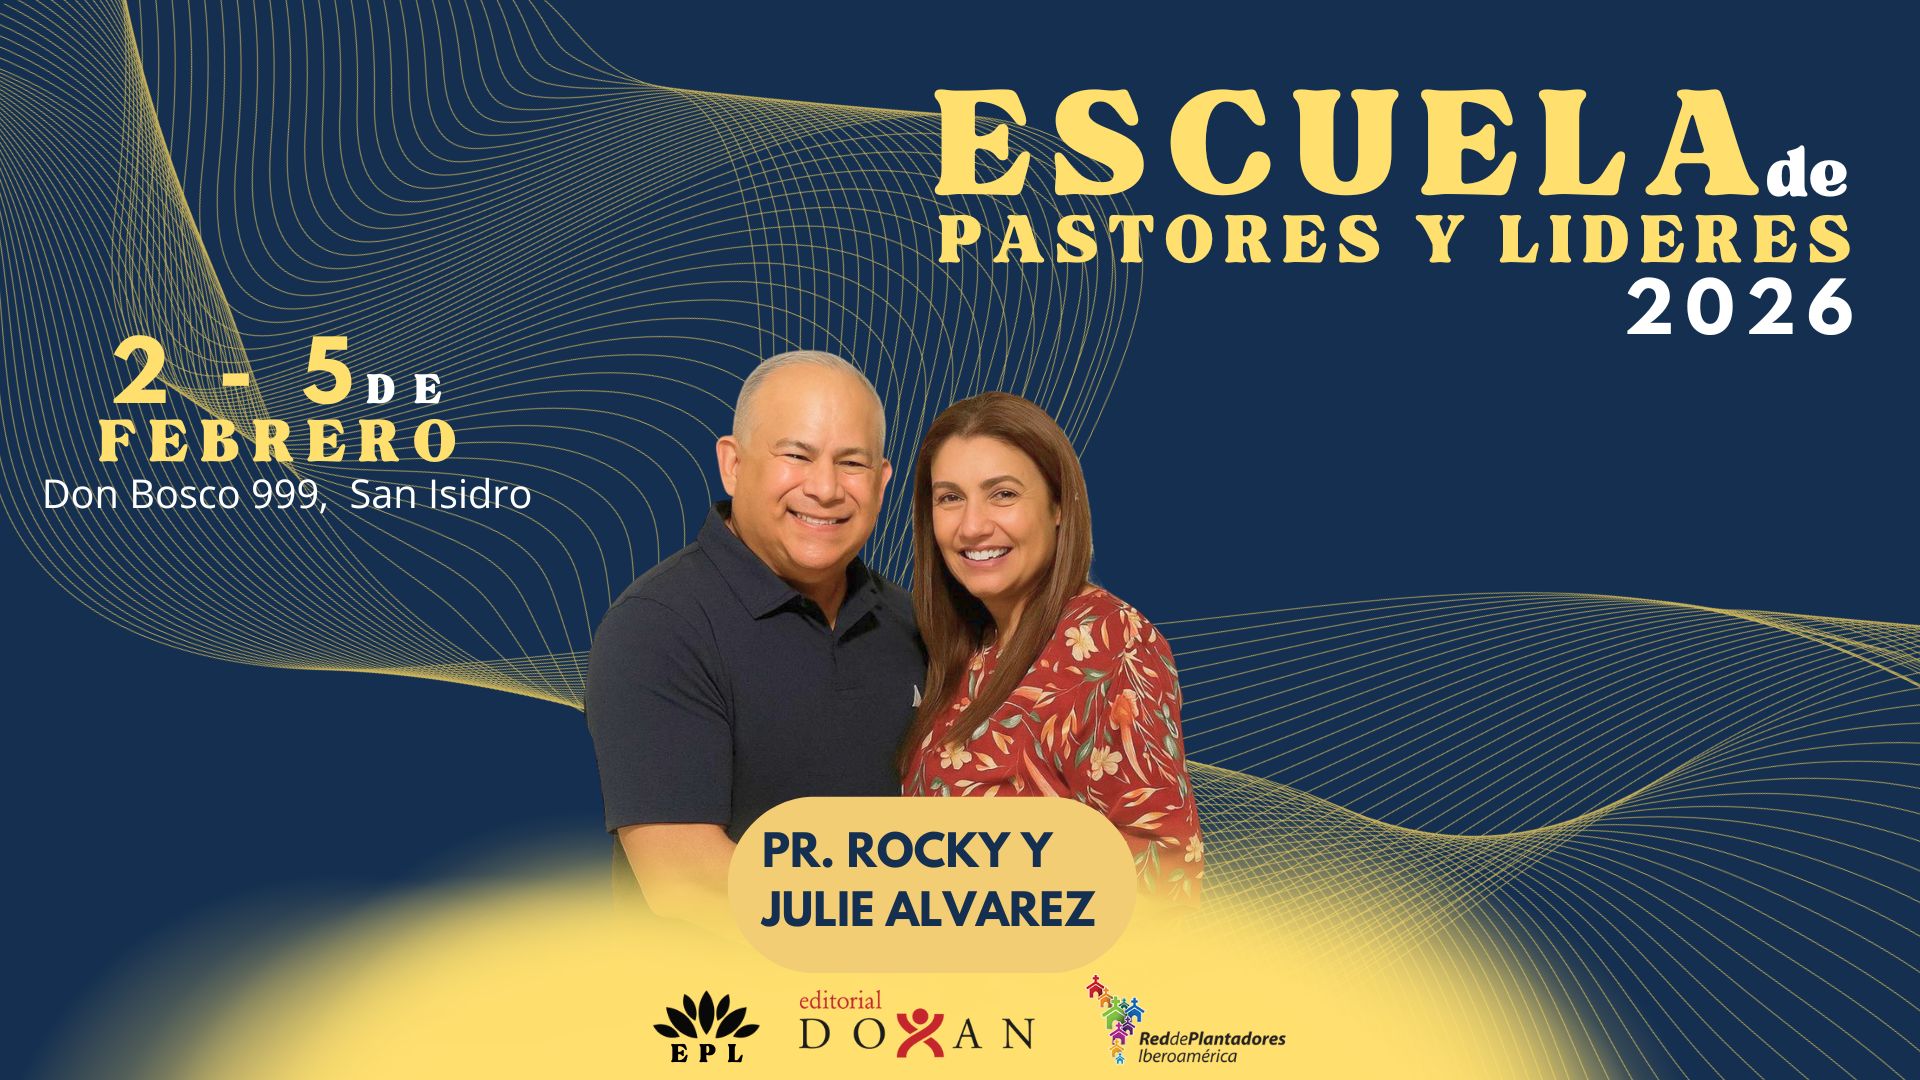 ESCUELA de
PASTORES Y LIDERES
2026
2 - 5 DE
FEBRERO
Don Bosco 999, San Isidro
PR. ROCKY Y
JULIE ALVAREZ
EPL
editorial
DOXAN
ReddePlantadores
Iberoamérica